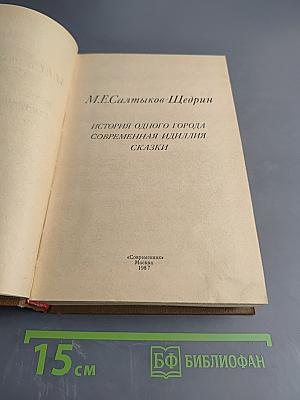 М.Е.Салтыков-Щедрин
ИСТОРИЯ ОДНОГО ГОРОДА
СОВРЕМЕННАЯ ИДИЛЛИЯ
СКАЗКИ
«Современник»
Москва
1987
15 см
БФ БИБЛИОФАН